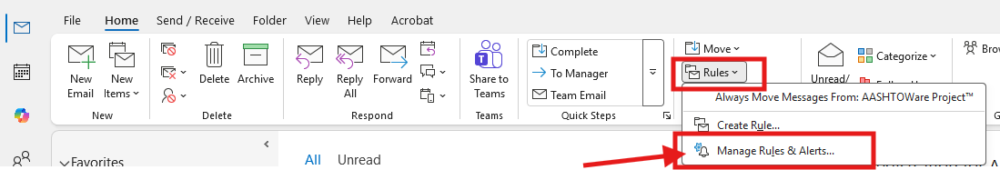 File Home Send / Receive Folder View Help Acrobat
New Email
New Items
Delete
Archive
Reply
Reply All
Forward
Share to Teams
Complete
To Manager
Team Email
Move
Rules
Unread/
Categorize
New
Delete
Respond
Teams
Quick Steps
Always Move Messages From: AASHTOWare Project™
Create Rule...
Manage Rules & Alerts...
Favorites
All Unread